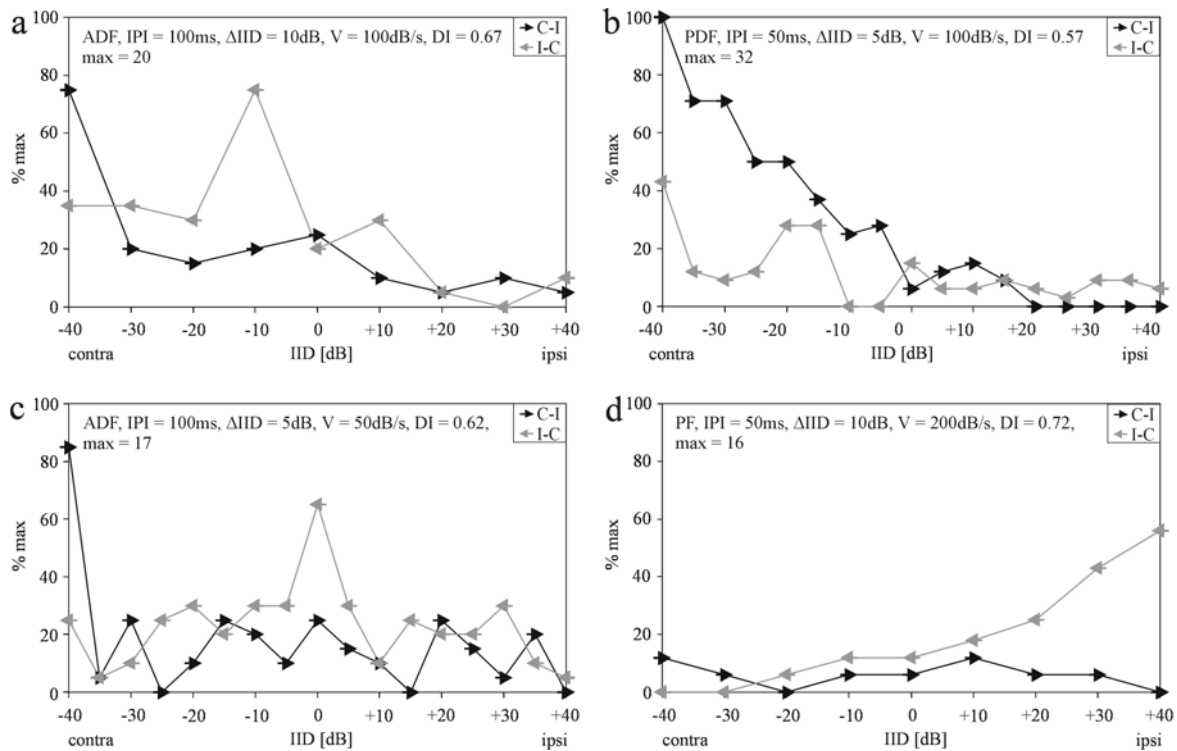 a
ADF, IPI = 100ms, ΔIID = 10dB, V = 100dB/s, DI = 0.67
max = 20
C-I
I-C
% max
100
80
60
40
20
0
-40 -30 -20 -10 0 +10 +20 +30 +40
contra IID [dB] ipsi
b
PDF, IPI = 50ms, ΔIID = 5dB, V = 100dB/s, DI = 0.57
max = 32
C-I
I-C
% max
100
80
60
40
20
0
-40 -30 -20 -10 0 +10 +20 +30 +40
contra IID [dB] ipsi
c
ADF, IPI = 100ms, ΔIID = 5dB, V = 50dB/s, DI = 0.62,
max = 17
C-I
I-C
% max
100
80
60
40
20
0
-40 -30 -20 -10 0 +10 +20 +30 +40
contra IID [dB] ipsi
d
PF, IPI = 50ms, ΔIID = 10dB, V = 200dB/s, DI = 0.72,
max = 16
C-I
I-C
% max
100
80
60
40
20
0
-40 -30 -20 -10 0 +10 +20 +30 +40
contra IID [dB] ipsi